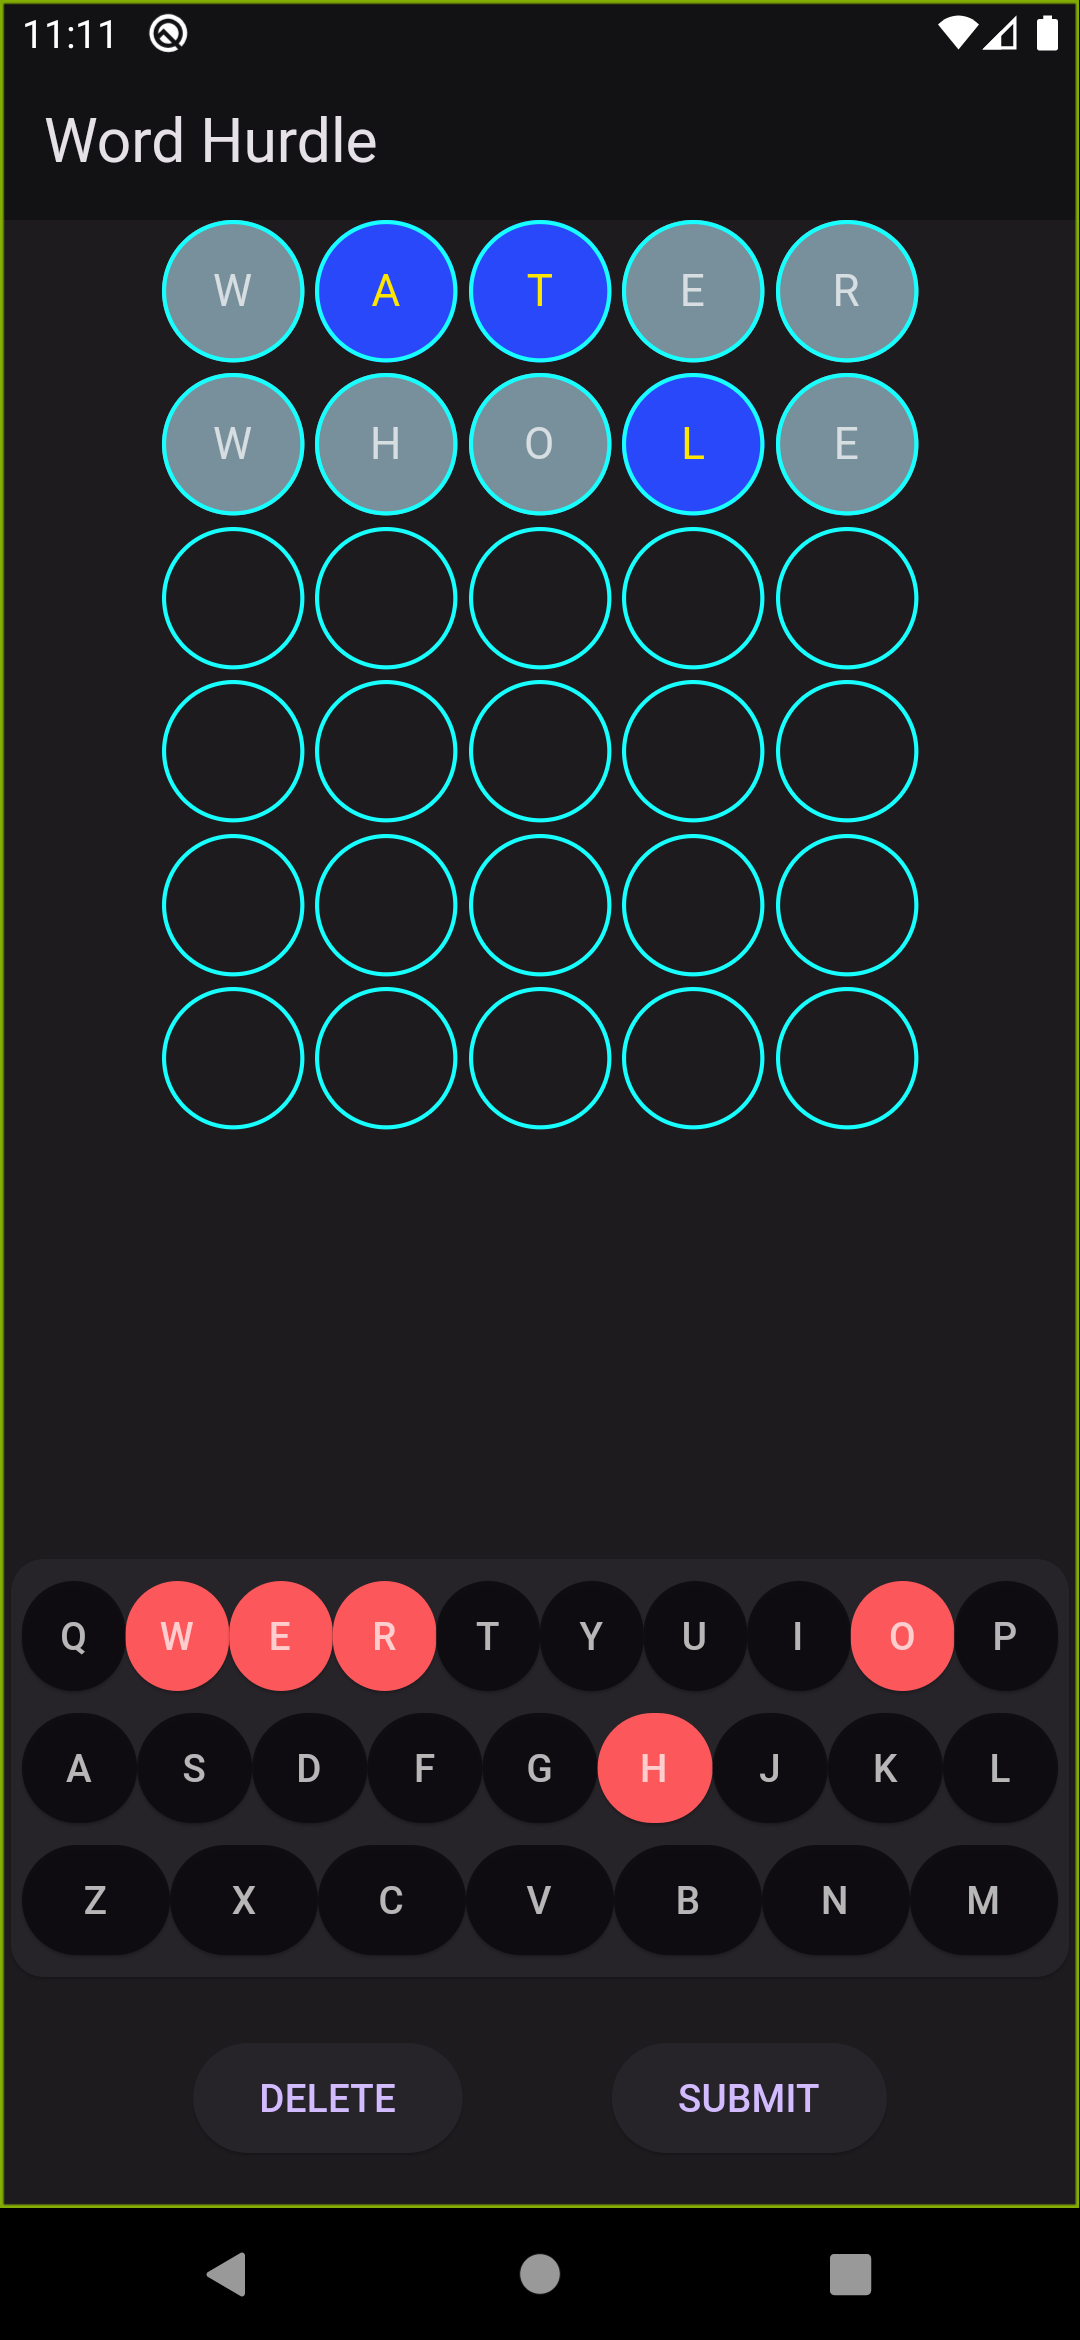 11:11
Word Hurdle
W A T E R
W H O L E
Q W E R T Y U I O P
A S D F G H J K L
Z X C V B N M
DELETE SUBMIT